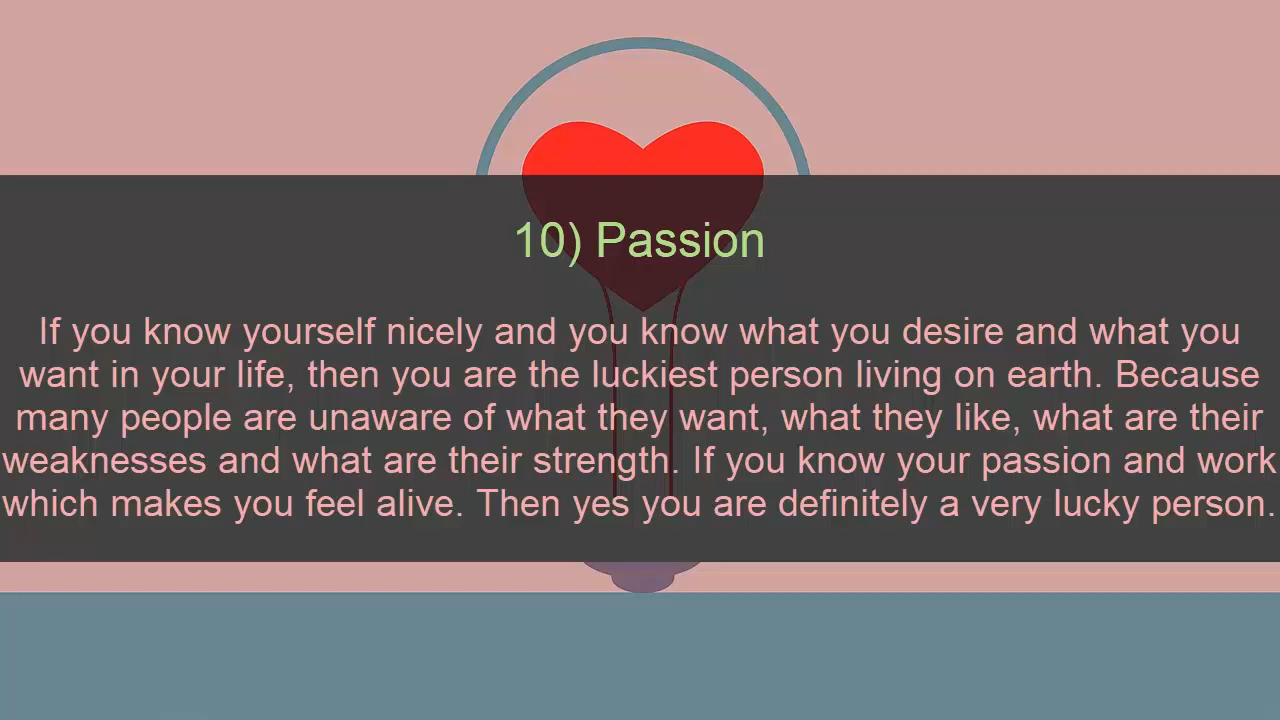 10) Passion
If you know yourself nicely and you know what you desire and what you
want in your life, then you are the luckiest person living on earth. Because
many people are unaware of what they want, what they like, what are their
weaknesses and what are their strength. If you know your passion and work
which makes you feel alive. Then yes you are definitely a very lucky person.